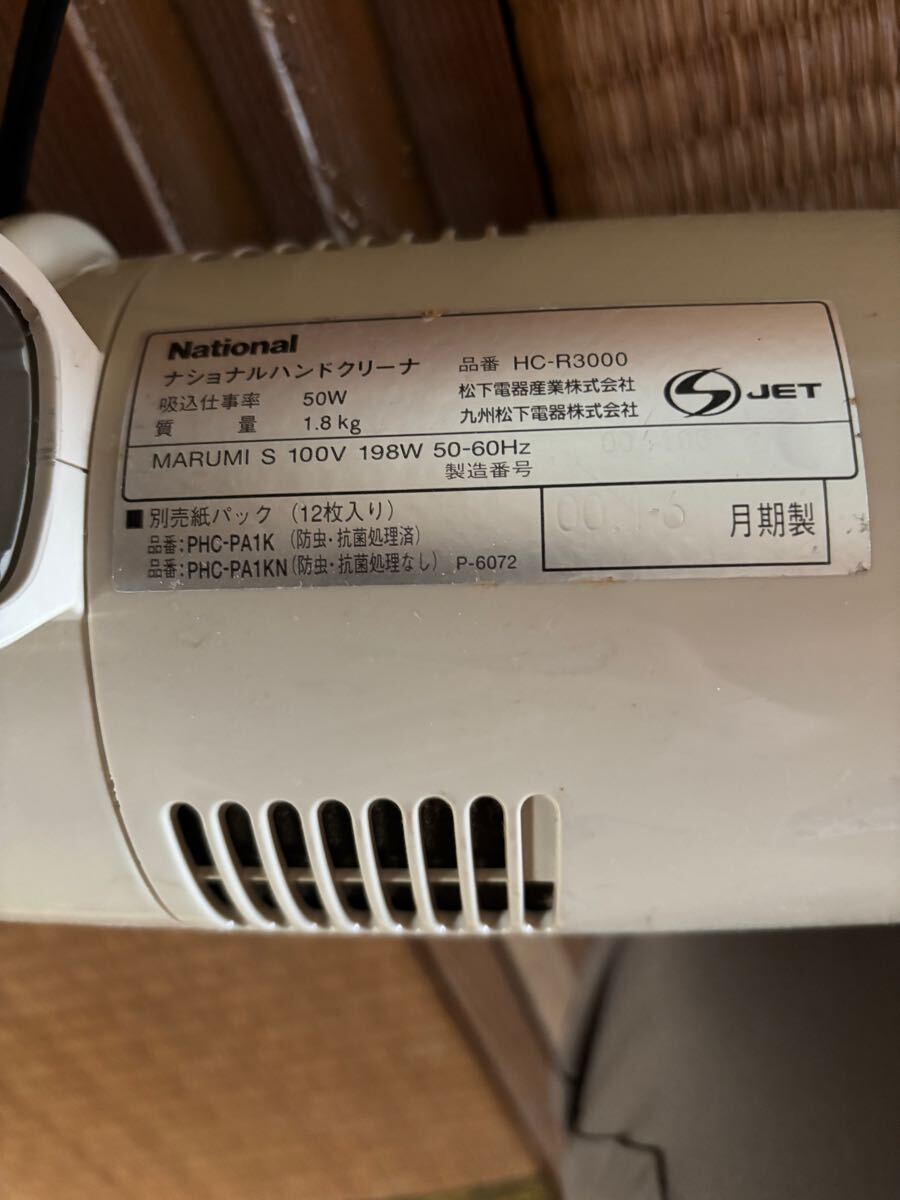 National
ナショナルハンドクリーナ
品番 HC-R3000
吸込仕事率 50W
松下電器産業株式会社
質量 1.8kg
九州松下電器株式会社
JET
MARUMI S 100V 198W 50-60Hz
製造番号
■別売紙パック (12枚入り)
品番:PHC-PA1K (防虫・抗菌処理済)
品番:PHC-PA1KN(防虫・抗菌処理なし) P-6072
00.1-6 月期製